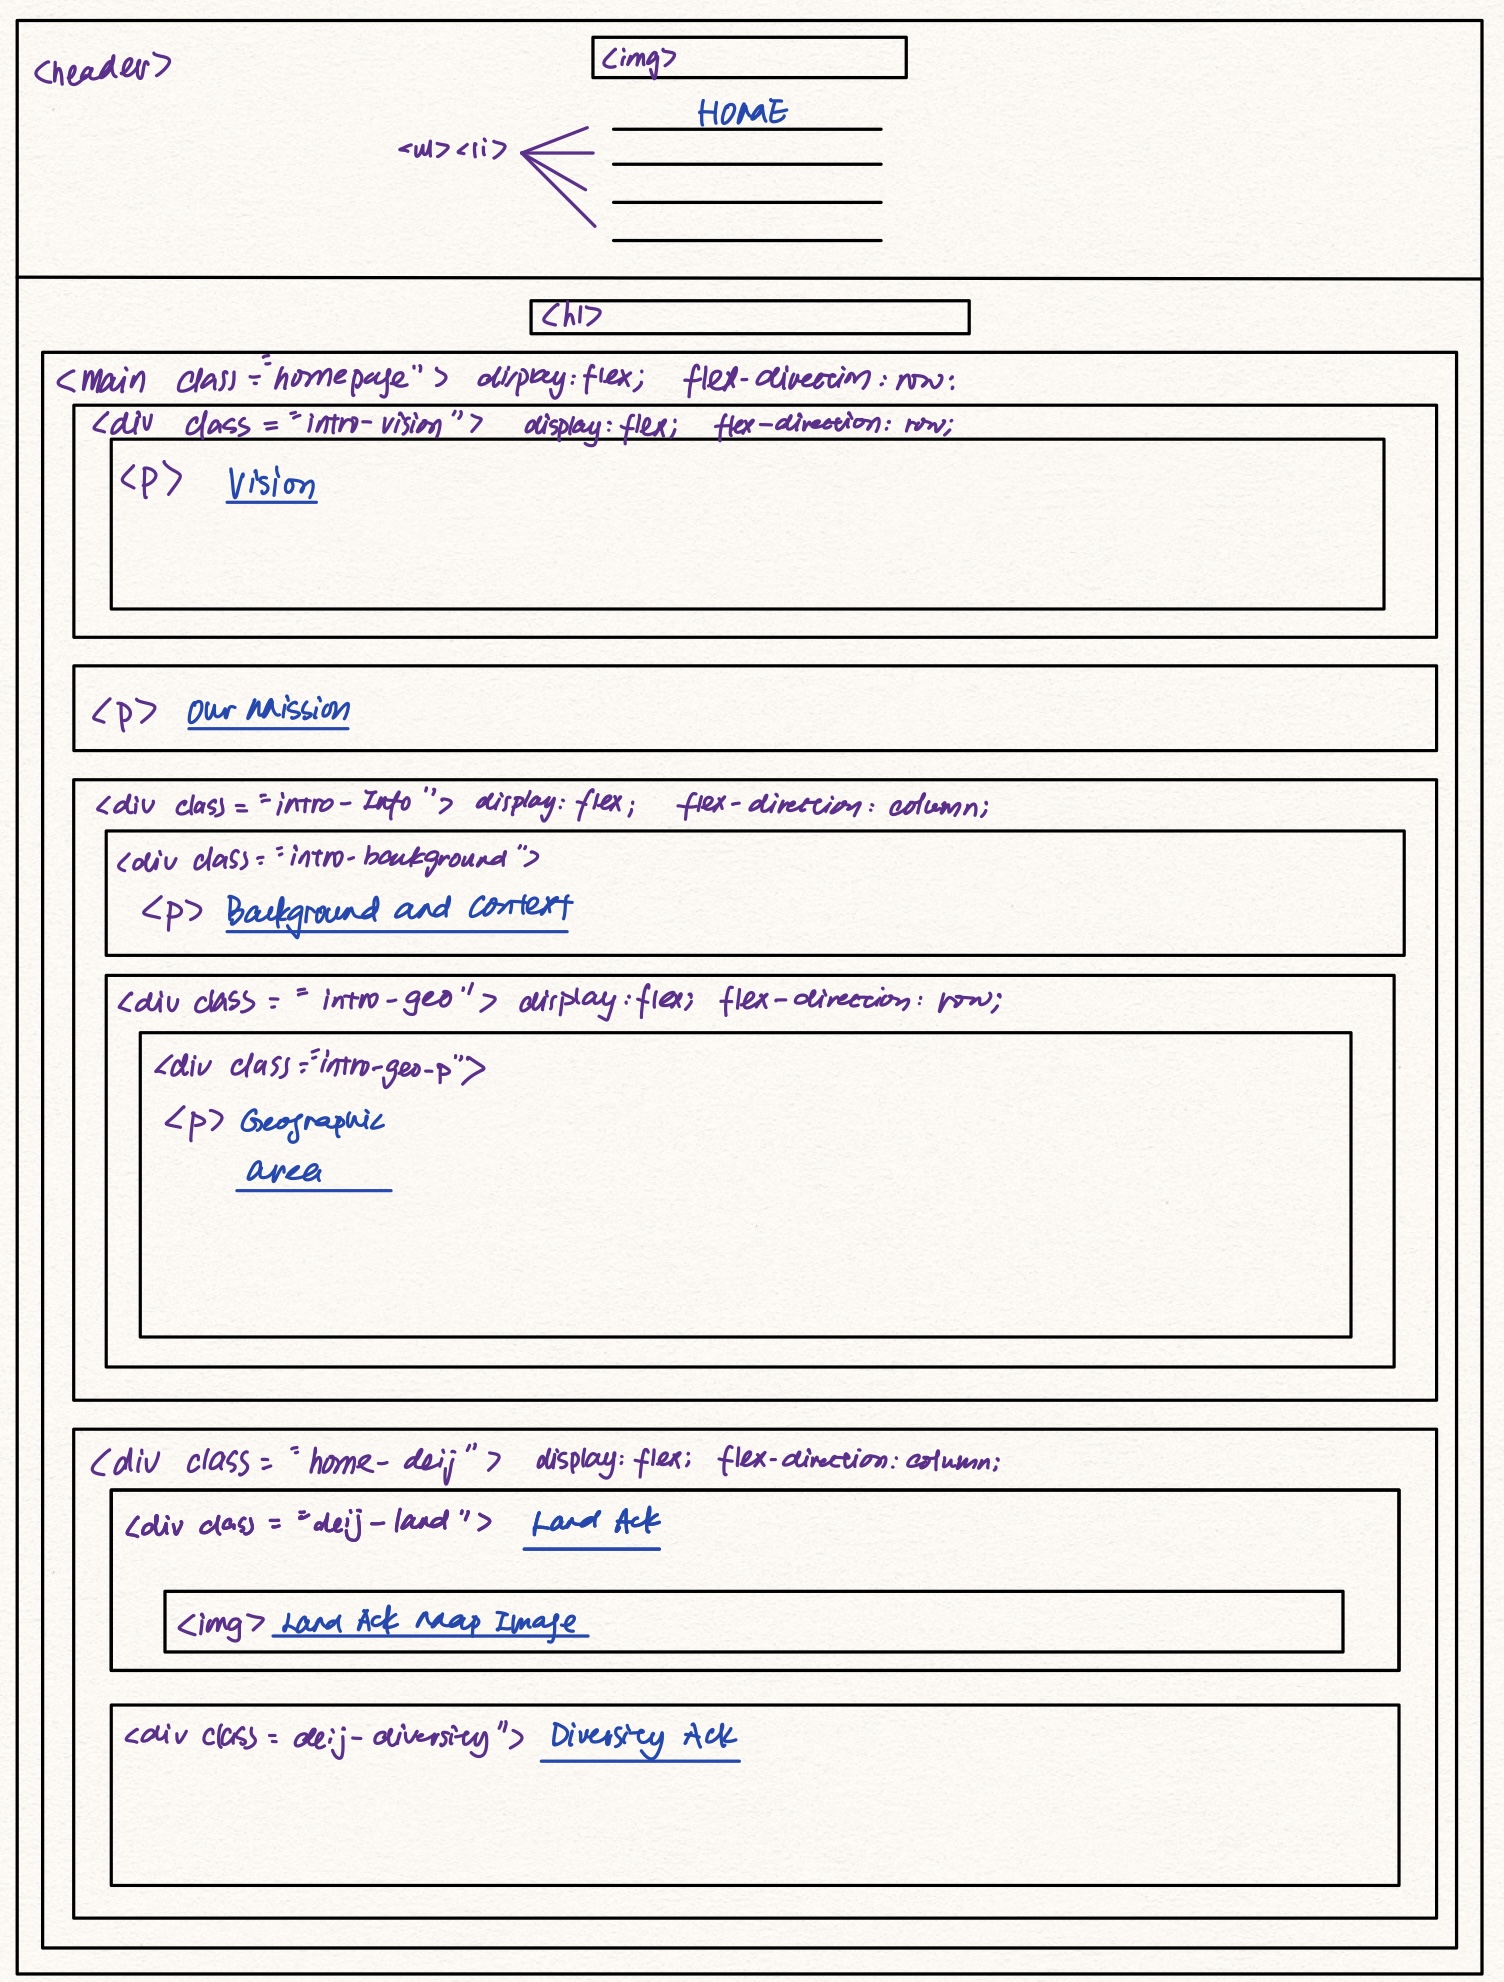 <header>
<img>
HOME
<ul> <li>
<h1>
<Main class="homepage"> display: flex; flex-direction: row:
<div class="intro-vision"> display: flex; flex-direction: row;
<p> Vision
<p> Our Mission
<div class="intro-Info"> display: flex; flex-direction: column;
<div class="intro-background">
<p> Background and Context
<div class="intro-geo"> display: flex; flex-direction: row;
<div class="intro-geo-p">
<p> Geographic
area
<div class="home-deij"> display: flex; flex-direction: column;
<div class="deij-land"> Land Ack
<img> Land Ack Map Image
<div class=deij-diversity"> Diversity Ack